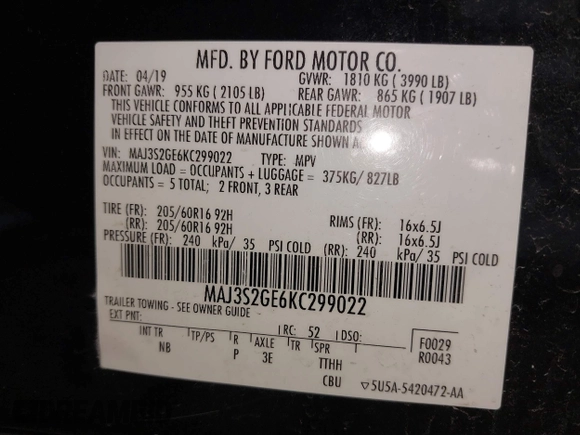 MFD. BY FORD MOTOR CO.
DATE: 04/19 GVWR: 1810 KG ( 3990 LB)
FRONT GAWR: 955 KG ( 2105 LB) REAR GAWR: 865 KG ( 1907 LB)
THIS VEHICLE CONFORMS TO ALL APPLICABLE FEDERAL MOTOR
VEHICLE SAFETY AND THEFT PREVENTION STANDARDS
IN EFFECT ON THE DATE OF MANUFACTURE SHOWN
VIN: MAJ3S2GE6KC299022 TYPE: MPV
MAXIMUM LOAD = OCCUPANTS + LUGGAGE = 375KG/ 827LB
OCCUPANTS = 5 TOTAL; 2 FRONT, 3 REAR
TIRE (FR): 205/60R16 92H RIMS (FR): 16x6.5J
(RR): 205/60R16 92H (RR): 16x6.5J
PRESSURE (FR): 240 kPa/ 35 PSI COLD (RR): 240 kPa/ 35 PSI COLD
MAJ3S2GE6KC299022
TRAILER TOWING - SEE OWNER GUIDE
EXT PNT: RC: 52 DSO: F0029
INT TR TP/PS R AXLE TR SPR R0043
NB P 3E TTHH
CBU ▽5U5A-5420472-AA